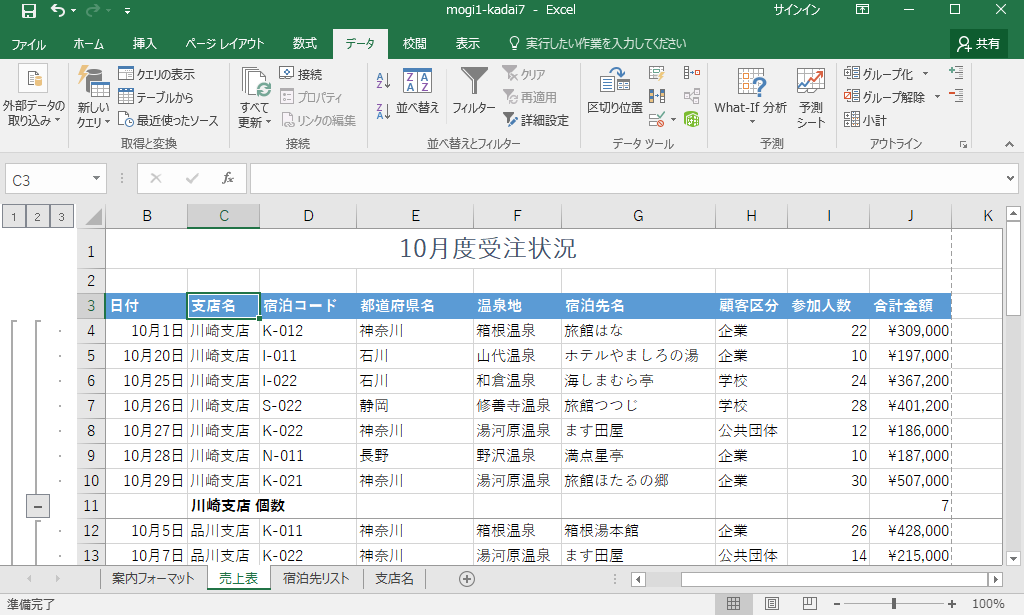 mogi1-kadai7 - Excel サインイン
ファイル ホーム 挿入 ページ レイアウト 数式 データ 校閲 表示 実行したい作業を入力してください 共有
外部データの取り込み 新しいクエリ クエリの表示 テーブルから 最近使ったソース すべて更新 接続 プロパティ リンクの編集 並べ替え フィルター クリア 再適用 詳細設定 区切り位置 What-If 分析 予測シート グループ化 グループ解除 小計
取得と変換 接続 並べ替えとフィルター データ ツール 予測 アウトライン
C3 fx
1 2 3 B C D E F G H I J K
1 10月度受注状況
2
3 日付 支店名 宿泊コード 都道府県名 温泉地 宿泊先名 顧客区分 参加人数 合計金額
4 10月1日 川崎支店 K-012 神奈川 箱根温泉 旅館はな 企業 22 ¥309,000
5 10月20日 川崎支店 I-011 石川 山代温泉 ホテルやましろの湯 企業 10 ¥197,000
6 10月25日 川崎支店 I-022 石川 和倉温泉 海しまむら亭 学校 24 ¥367,200
7 10月26日 川崎支店 S-022 静岡 修善寺温泉 旅館つつじ 学校 28 ¥401,200
8 10月27日 川崎支店 K-022 神奈川 湯河原温泉 ます田屋 公共団体 12 ¥186,000
9 10月28日 川崎支店 N-011 長野 野沢温泉 満点星亭 企業 10 ¥187,000
10 10月29日 川崎支店 K-021 神奈川 湯河原温泉 旅館ほたるの郷 企業 30 ¥507,000
11 川崎支店 個数 7
12 10月5日 品川支店 K-011 神奈川 箱根温泉 箱根湯本館 企業 26 ¥428,000
13 10月7日 品川支店 K-022 神奈川 湯河原温泉 ます田屋 公共団体 14 ¥215,000
案内フォーマット 売上表 宿泊先リスト 支店名
準備完了 100%